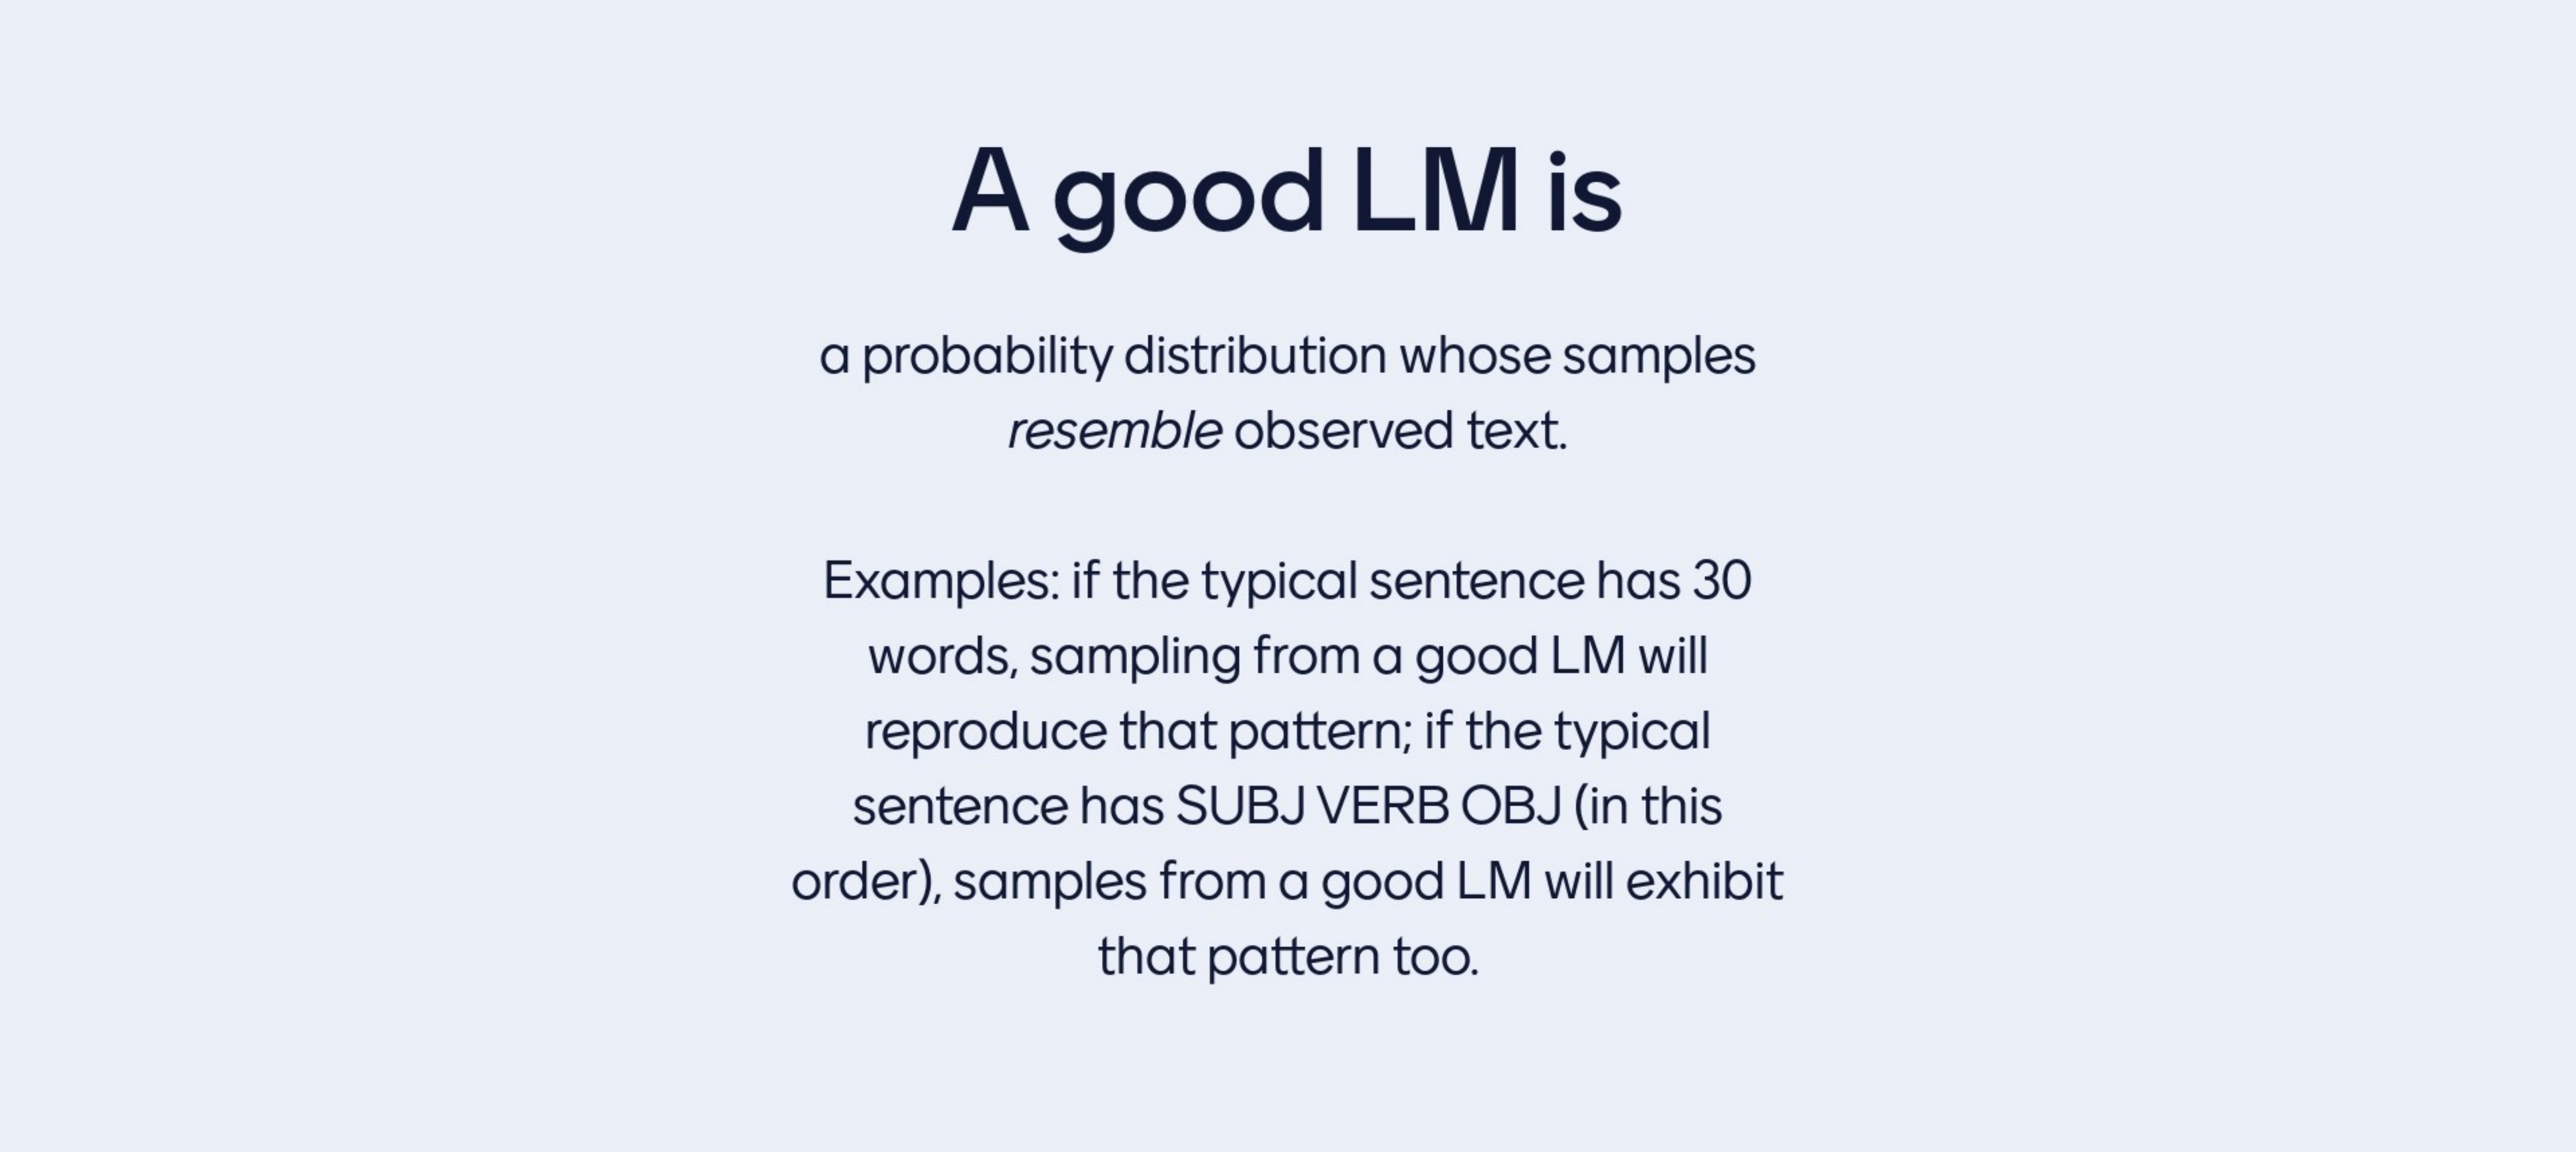 A good LM is
a probability distribution whose samples
resemble observed text.
Examples: if the typical sentence has 30
words, sampling from a good LM will
reproduce that pattern; if the typical
sentence has SUBJ VERB OBJ (in this
order), samples from a good LM will exhibit
that pattern too.